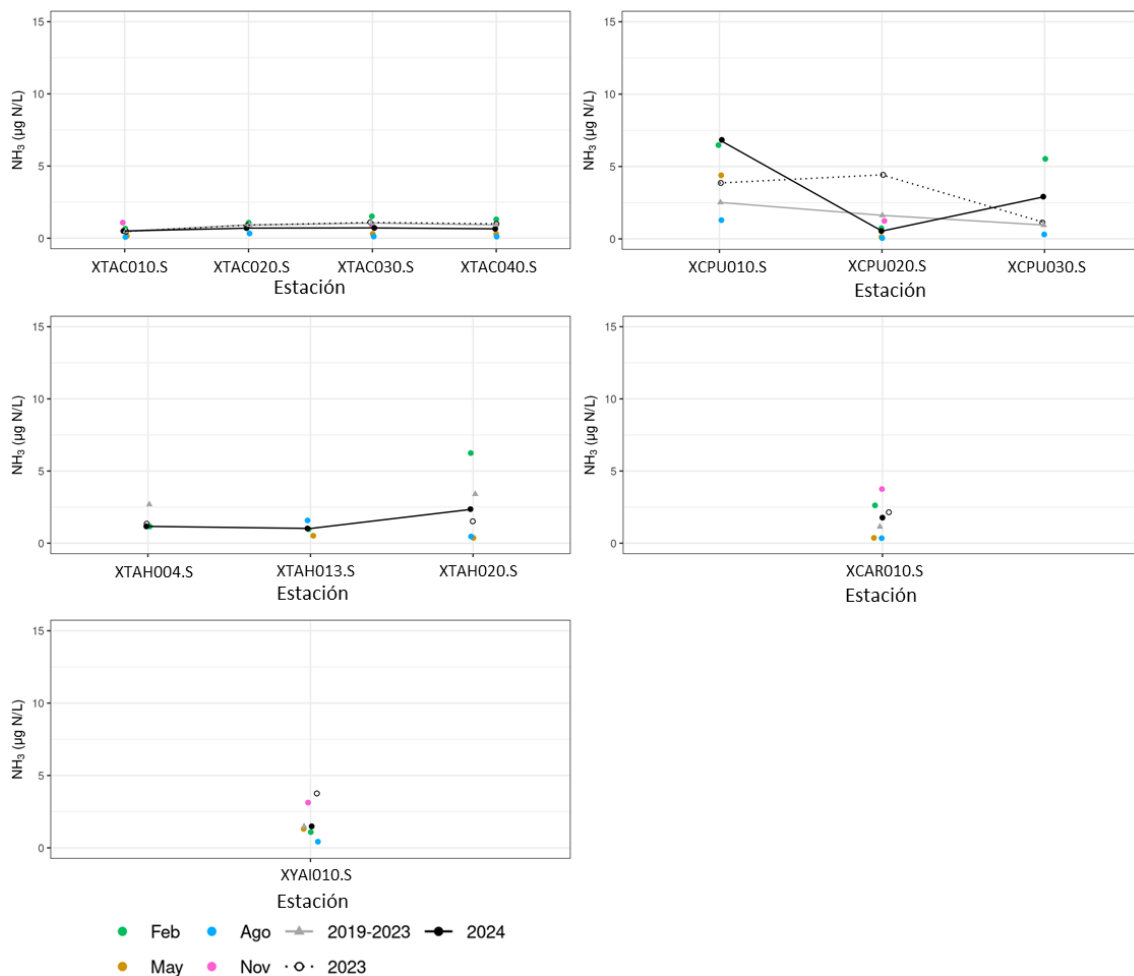 15
10
5
0
NH₃ (µg N/L)
XTAC010.S XTAC020.S XTAC030.S XTAC040.S
Estación
15
10
5
0
NH₃ (µg N/L)
XCPU010.S XCPU020.S XCPU030.S
Estación
15
10
5
0
NH₃ (µg N/L)
XTAH004.S XTAH013.S XTAH020.S
Estación
15
10
5
0
NH₃ (µg N/L)
XCAR010.S
Estación
15
10
5
0
NH₃ (µg N/L)
XYAI010.S
Estación
Feb Ago 2019-2023 2024
May Nov 2023